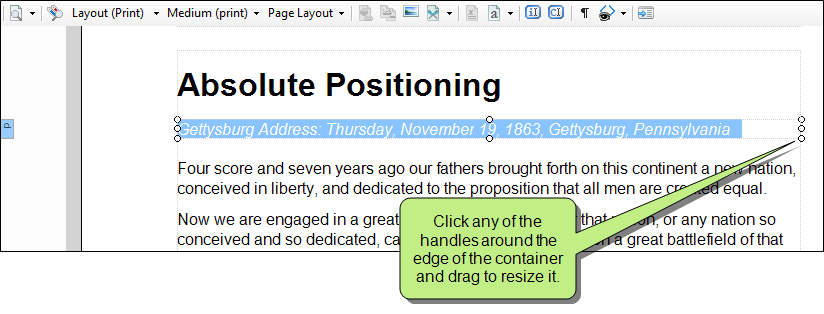 Layout (Print) Medium (print) Page Layout
a iI CI ¶
Absolute Positioning
P
Gettysburg Address: Thursday, November 19, 1863, Gettysburg, Pennsylvania
Four score and seven years ago our fathers brought forth on this continent a new nation,
conceived in liberty, and dedicated to the proposition that all men are created equal.
Now we are engaged in a great that nation, or any nation so
conceived and so dedicated, a great battlefield of that
Click any of the
handles around the
edge of the container
and drag to resize it.